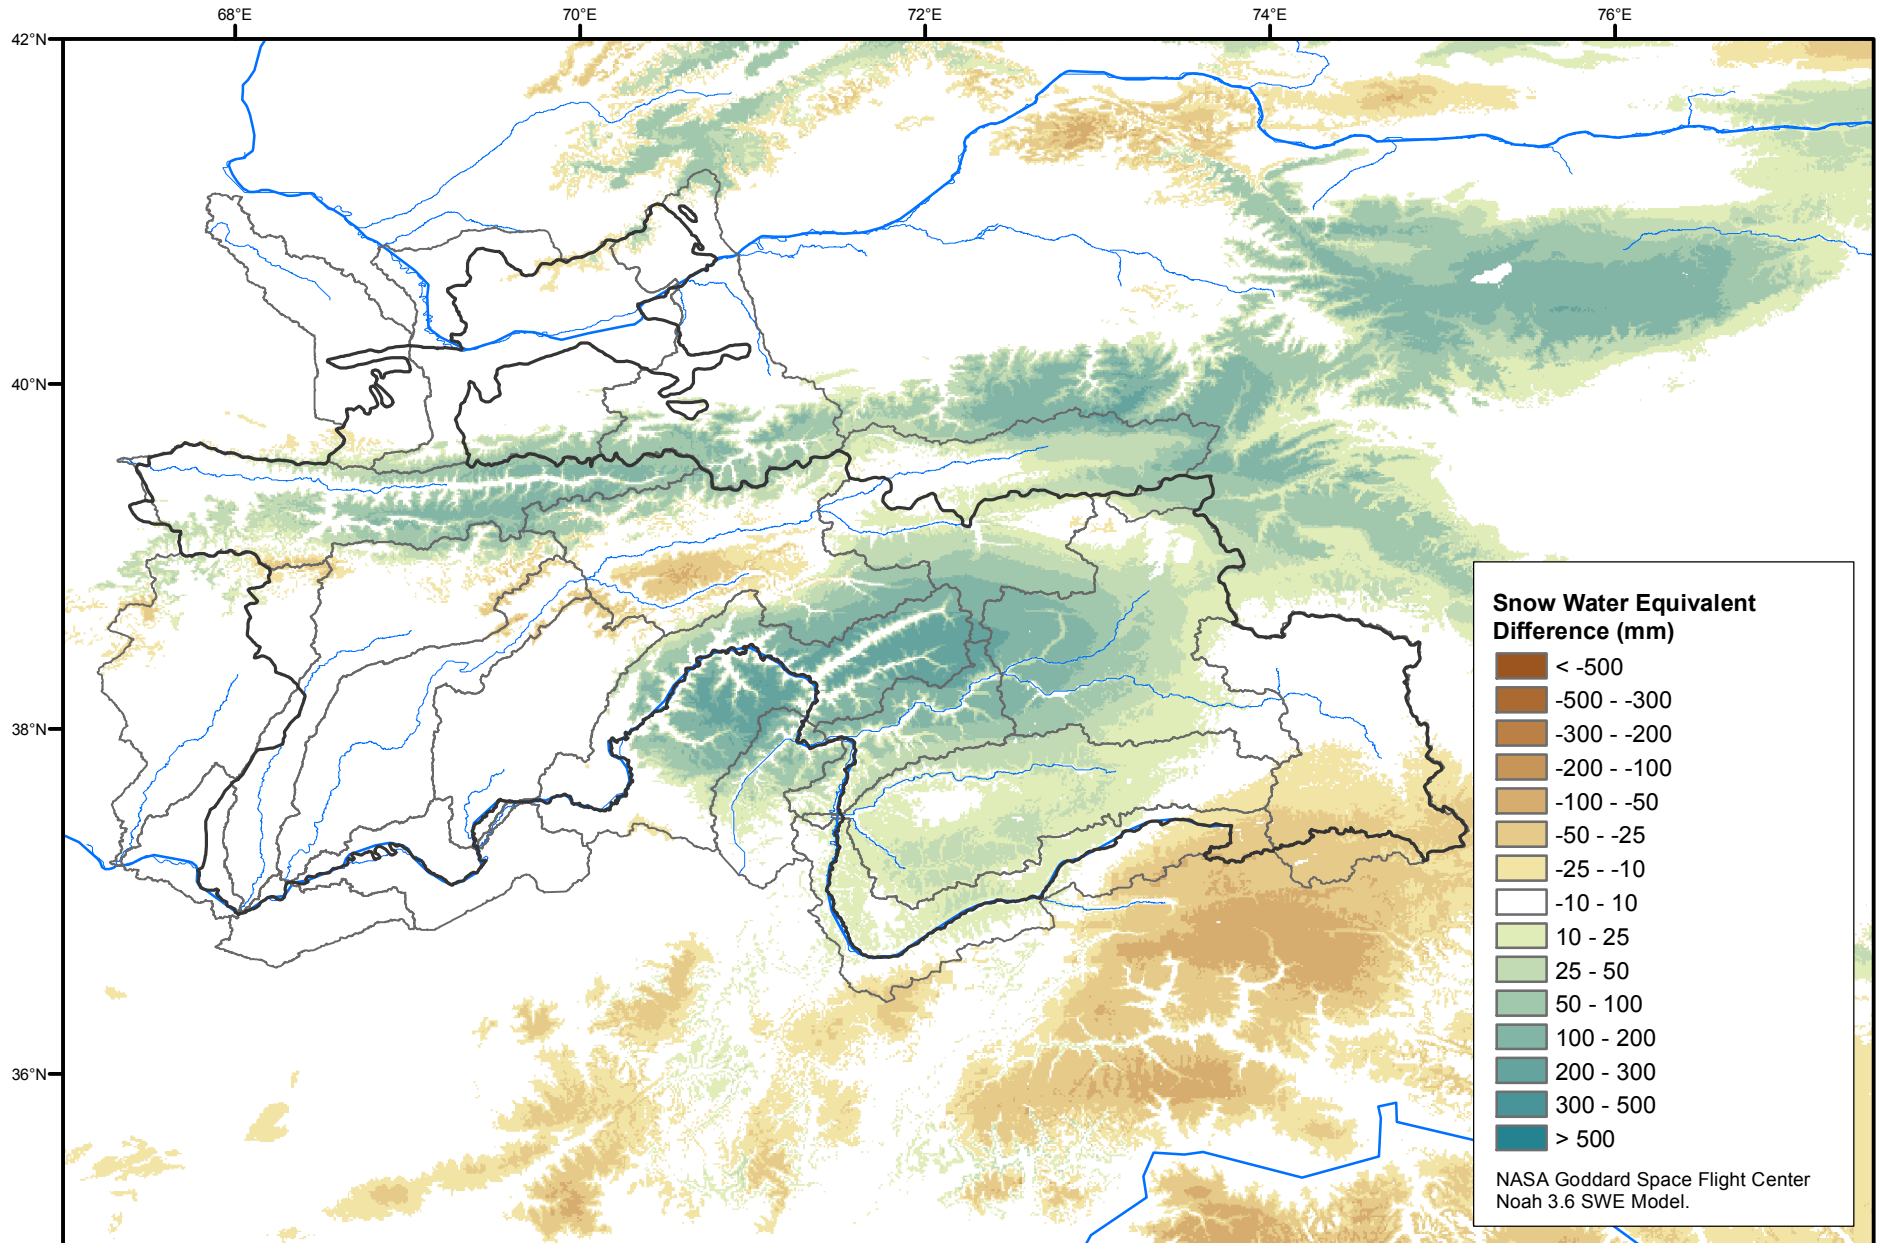 68°E 70°E 72°E 74°E 76°E
42°N
40°N
38°N
36°N
Snow Water Equivalent
Difference (mm)
< -500
-500 - -300
-300 - -200
-200 - -100
-100 - -50
-50 - -25
-25 - -10
-10 - 10
10 - 25
25 - 50
50 - 100
100 - 200
200 - 300
300 - 500
> 500
NASA Goddard Space Flight Center
Noah 3.6 SWE Model.